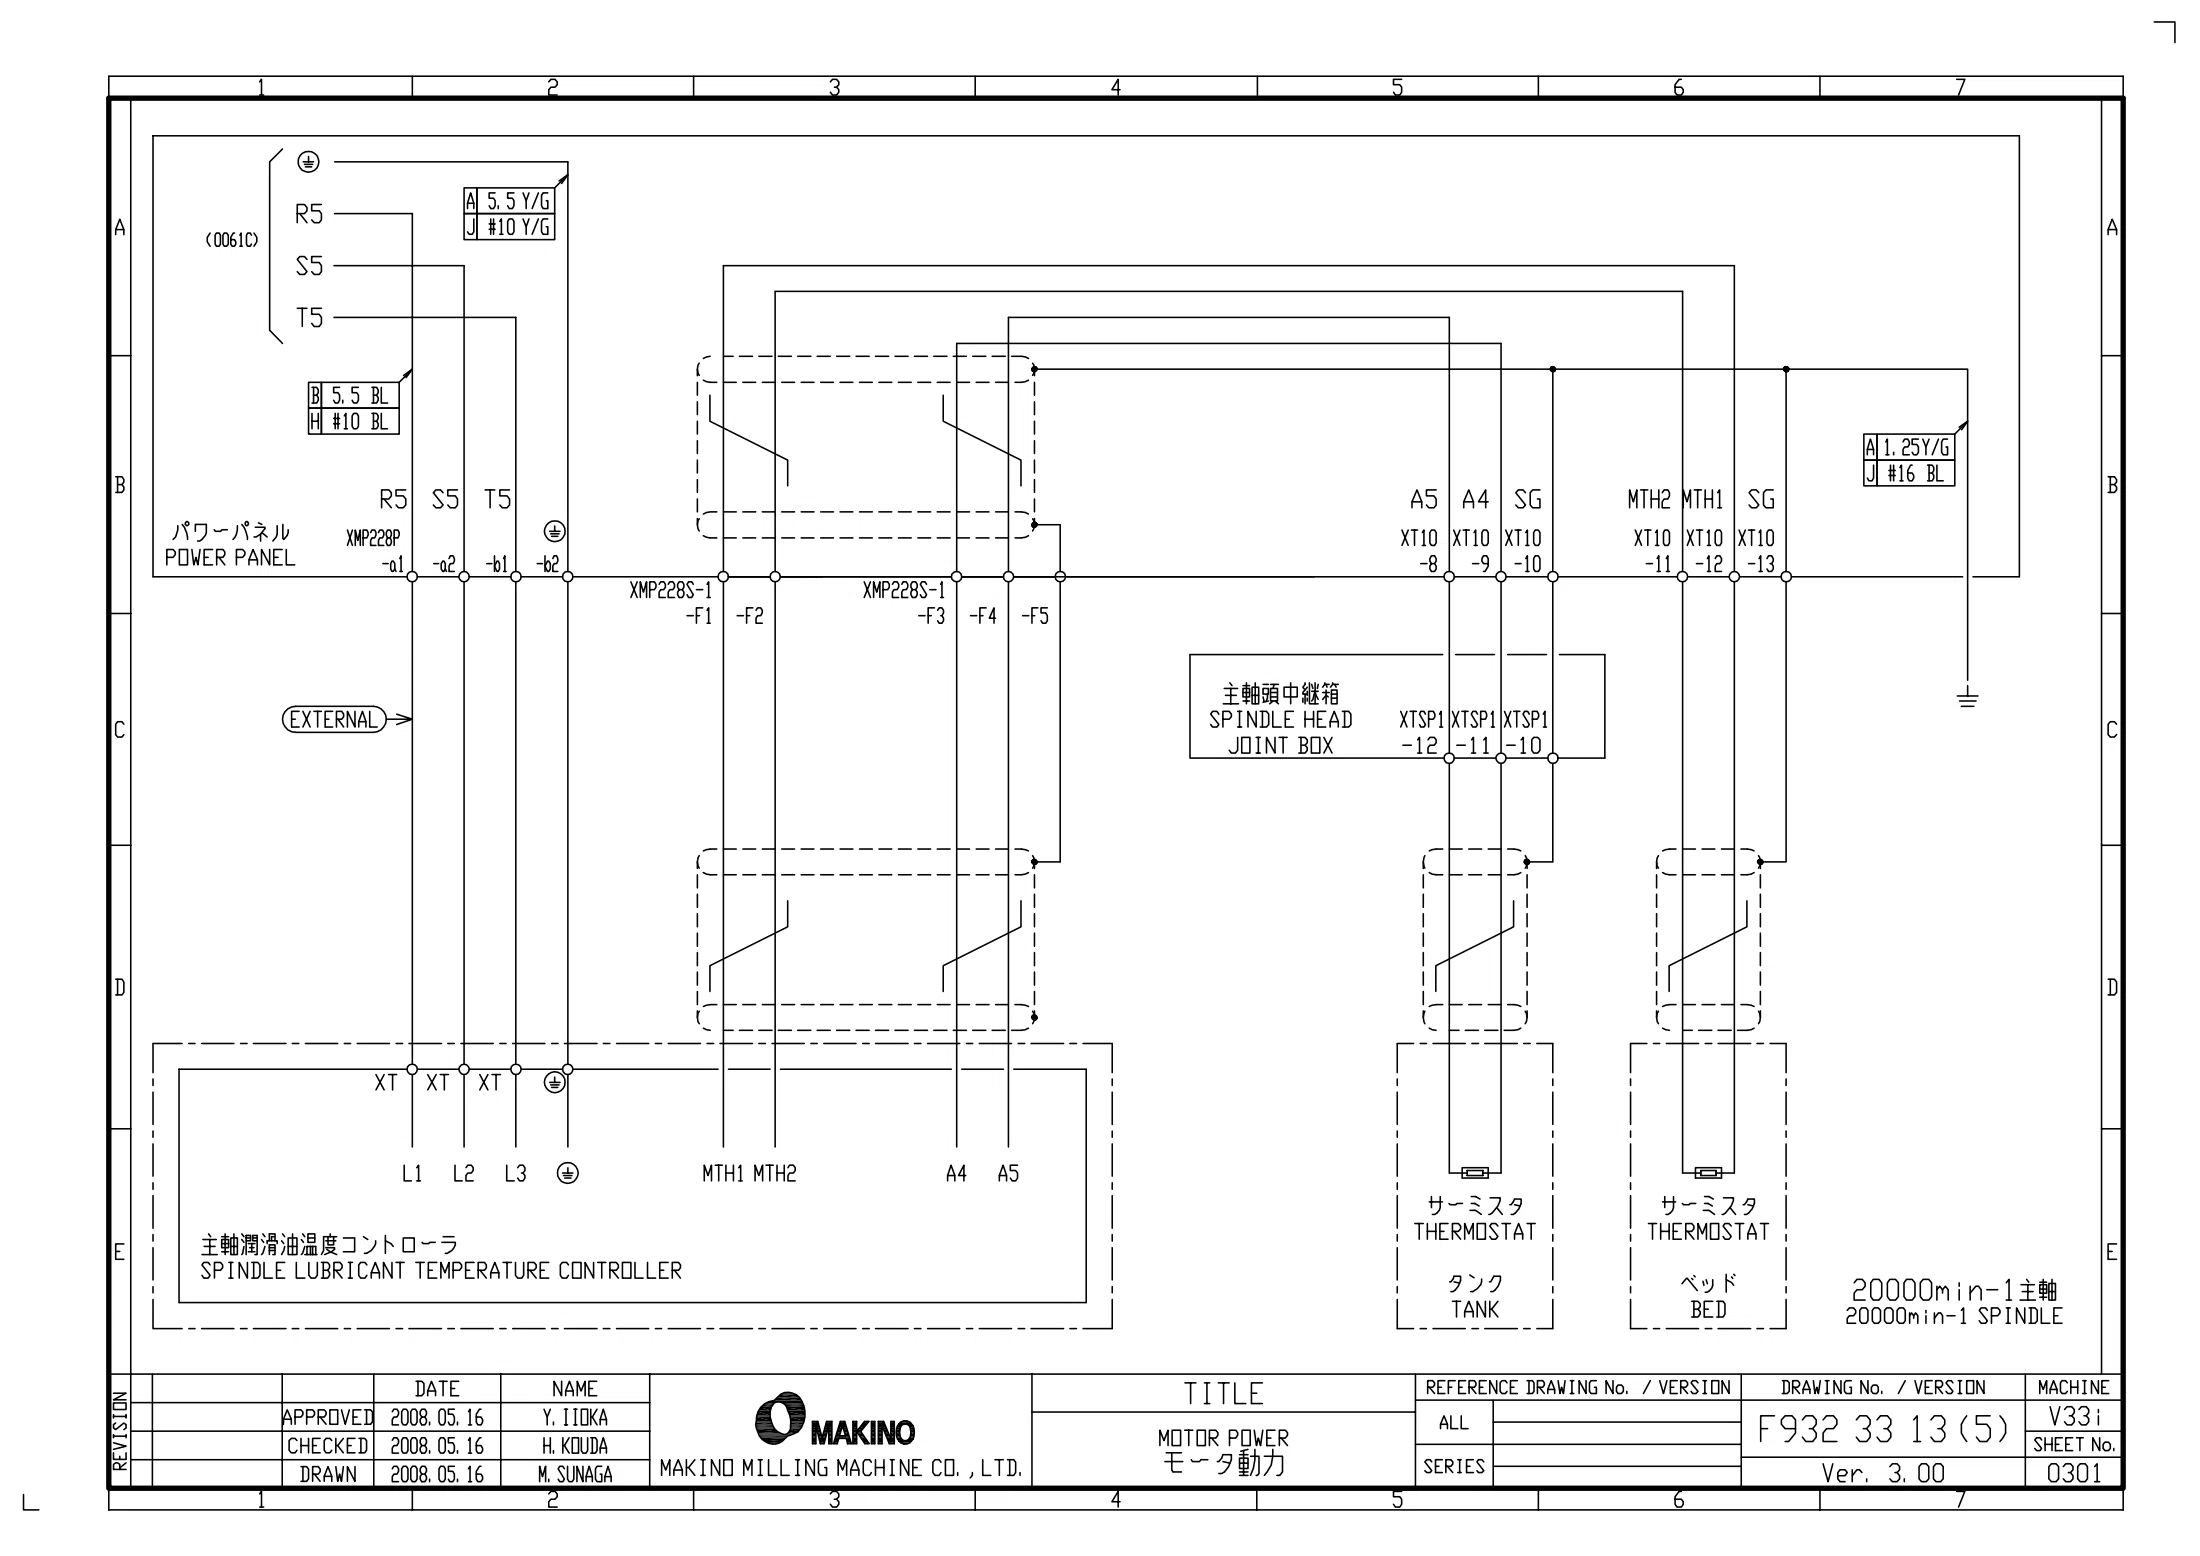 1 2 3 4 5 6 7
A A
B B
C C
D D
E E
R5
(0061C)
S5
T5
A 5.5 Y/G
J #10 Y/G
B 5.5 BL
H #10 BL
A 1.25Y/G
J #16 BL
R5 S5 T5
A5 A4 SG MTH2 MTH1 SG
パワーパネル
POWER PANEL
XMP228P
-a1 -a2 -b1 -b2
XT10 XT10 XT10 XT10 XT10 XT10
-8 -9 -10 -11 -12 -13
XMP228S-1 XMP228S-1
-F1 -F2 -F3 -F4 -F5
EXTERNAL
主軸頭中継箱
SPINDLE HEAD
JOINT BOX
XTSP1 XTSP1 XTSP1
-12 -11 -10
XT XT XT
L1 L2 L3 MTH1 MTH2 A4 A5
主軸潤滑油温度コントローラ
SPINDLE LUBRICANT TEMPERATURE CONTROLLER
サーミスタ
THERMOSTAT
タンク
TANK
サーミスタ
THERMOSTAT
ベッド
BED
20000min-1主軸
20000min-1 SPINDLE
REVISION
DATE NAME
APPROVED 2008.05.16 Y.IIOKA
CHECKED 2008.05.16 H.KOUDA
DRAWN 2008.05.16 M.SUNAGA
MAKINO
MAKINO MILLING MACHINE CO.,LTD.
TITLE
MOTOR POWER
モータ動力
REFERENCE DRAWING No. / VERSION
ALL
SERIES
DRAWING No. / VERSION
F932 33 13(5)
Ver. 3.00
MACHINE
V33i
SHEET No.
0301
1 2 3 4 5 6 7